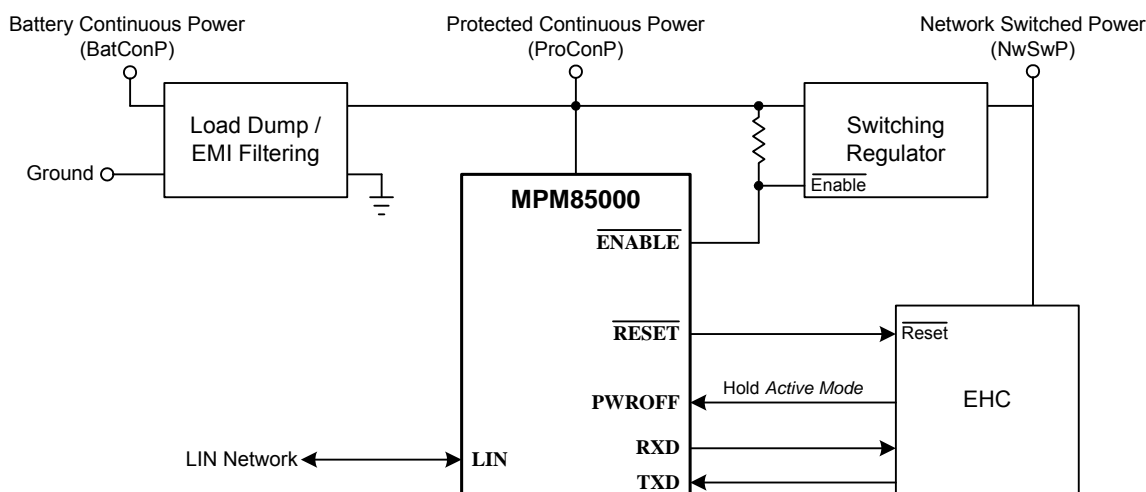 Battery Continuous Power
(BatConP)
Protected Continuous Power
(ProConP)
Network Switched Power
(NwSwP)
Load Dump /
EMI Filtering
Switching
Regulator
Ground
Enable
MPM85000
ENABLE
RESET
Reset
Hold Active Mode
PWROFF
EHC
RXD
LIN Network
LIN
TXD